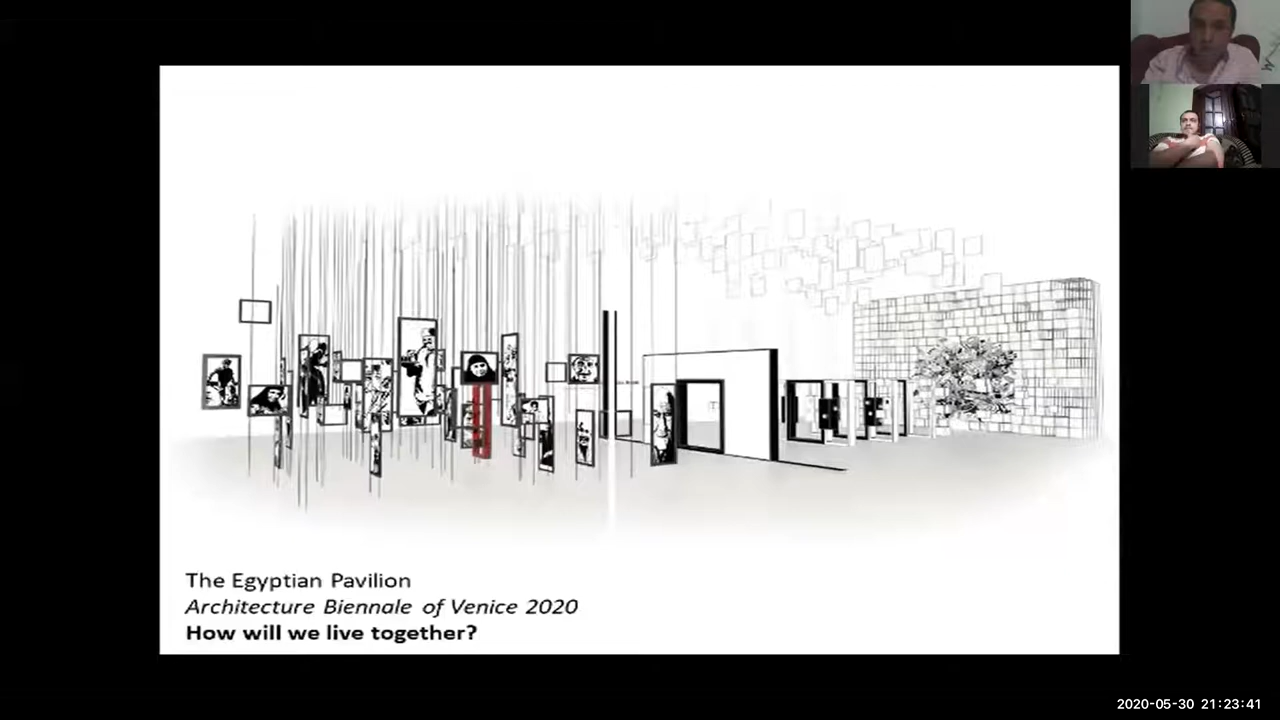 The Egyptian Pavilion
Architecture Biennale of Venice 2020
How will we live together?
2020-05-30 21:23:41